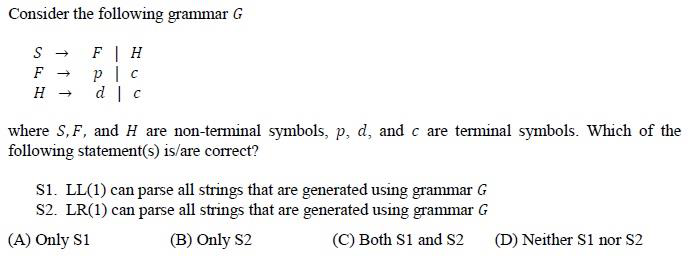 Consider the following grammar G
S → F | H
F → p | c
H → d | c
where S, F, and H are non-terminal symbols, p, d, and c are terminal symbols. Which of the
following statement(s) is/are correct?
S1. LL(1) can parse all strings that are generated using grammar G
S2. LR(1) can parse all strings that are generated using grammar G
(A) Only S1 (B) Only S2 (C) Both S1 and S2 (D) Neither S1 nor S2